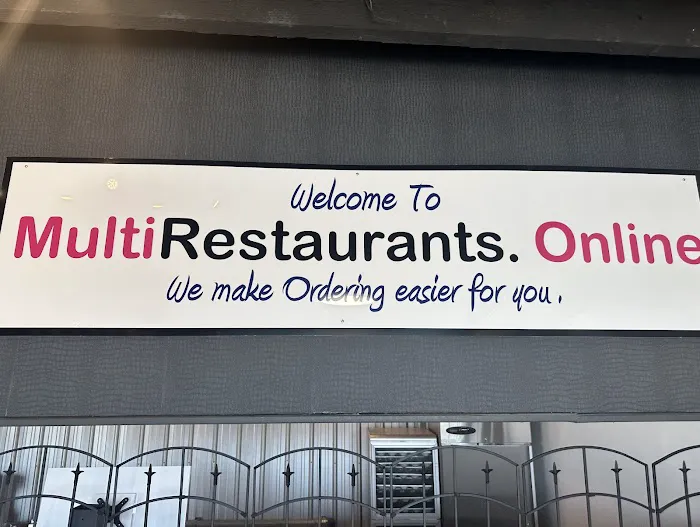 Welcome To
MultiRestaurants. Online
We make Ordering easier for you.